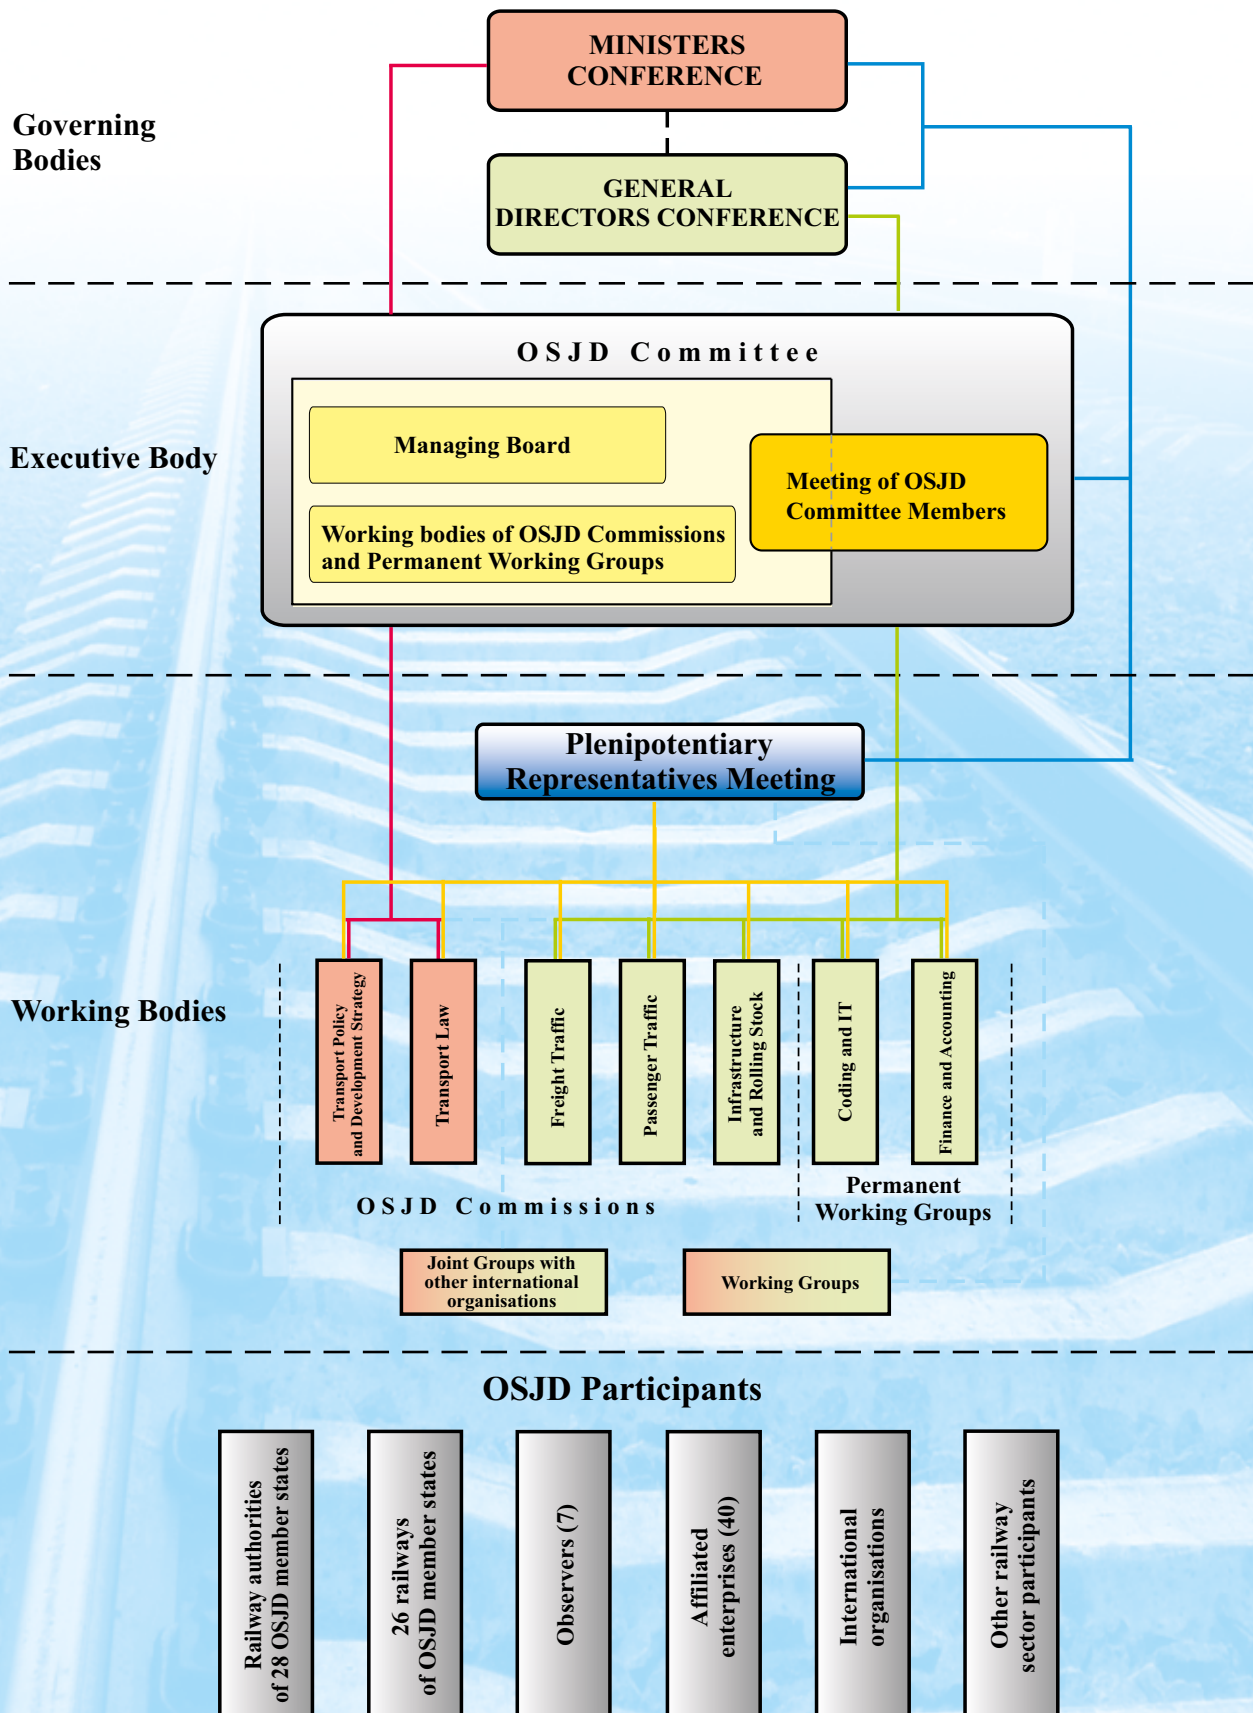 MINISTERS
CONFERENCE
Governing
Bodies
GENERAL
DIRECTORS CONFERENCE
OSJD Committee
Managing Board
Executive Body
Meeting of OSJD
Committee Members
Working bodies of OSJD Commissions
and Permanent Working Groups
Plenipotentiary
Representatives Meeting
Working Bodies
Transport Policy
and Development Strategy
Transport Law
Freight Traffic
Passenger Traffic
Infrastructure
and Rolling Stock
Coding and IT
Finance and Accounting
OSJD Commissions
Permanent
Working Groups
Joint Groups with
other international
organisations
Working Groups
OSJD Participants
Railway authorities
of 28 OSJD member states
26 railways
of OSJD member states
Observers (7)
Affiliated
enterprises (40)
International
organisations
Other railway
sector participants